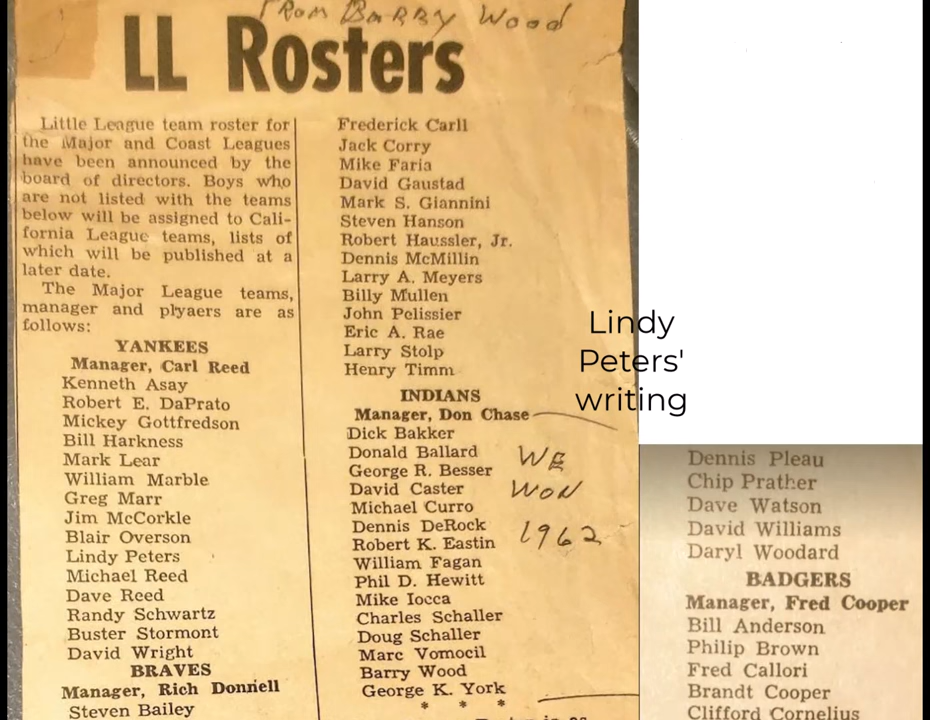 FROM BARRY Wood
LL Rosters
Little League team roster for
the Major and Coast Leagues
have been announced by the
board of directors. Boys who
are not listed with the teams
below will be assigned to Cali-
fornia League teams, lists of
which will be published at a
later date.
The Major League teams,
manager and plyaers are as
follows:
YANKEES
Manager, Carl Reed
Kenneth Asay
Robert E. DaPrato
Mickey Gottfredson
Bill Harkness
Mark Lear
William Marble
Greg Marr
Jim McCorkle
Blair Overson
Lindy Peters
Michael Reed
Dave Reed
Randy Schwartz
Buster Stormont
David Wright
BRAVES
Manager, Rich Donnell
Steven Bailey
Frederick Carll
Jack Corry
Mike Faria
David Gaustad
Mark S. Giannini
Steven Hanson
Robert Haussler, Jr.
Dennis McMillin
Larry A. Meyers
Billy Mullen
John Pelissier
Eric A. Rae
Larry Stolp
Henry Timm
INDIANS
Manager, Don Chase
Dick Bakker
Donald Ballard
George R. Besser
David Caster
Michael Curro
Dennis DeRock
Robert K. Eastin
William Fagan
Phil D. Hewitt
Mike Iocca
Charles Schaller
Doug Schaller
Marc Vomocil
Barry Wood
George K. York
* * *
WE
WON
1962
Lindy
Peters'
writing
Dennis Pleau
Chip Prather
Dave Watson
David Williams
Daryl Woodard
BADGERS
Manager, Fred Cooper
Bill Anderson
Philip Brown
Fred Callori
Brandt Cooper
Clifford Cornelius